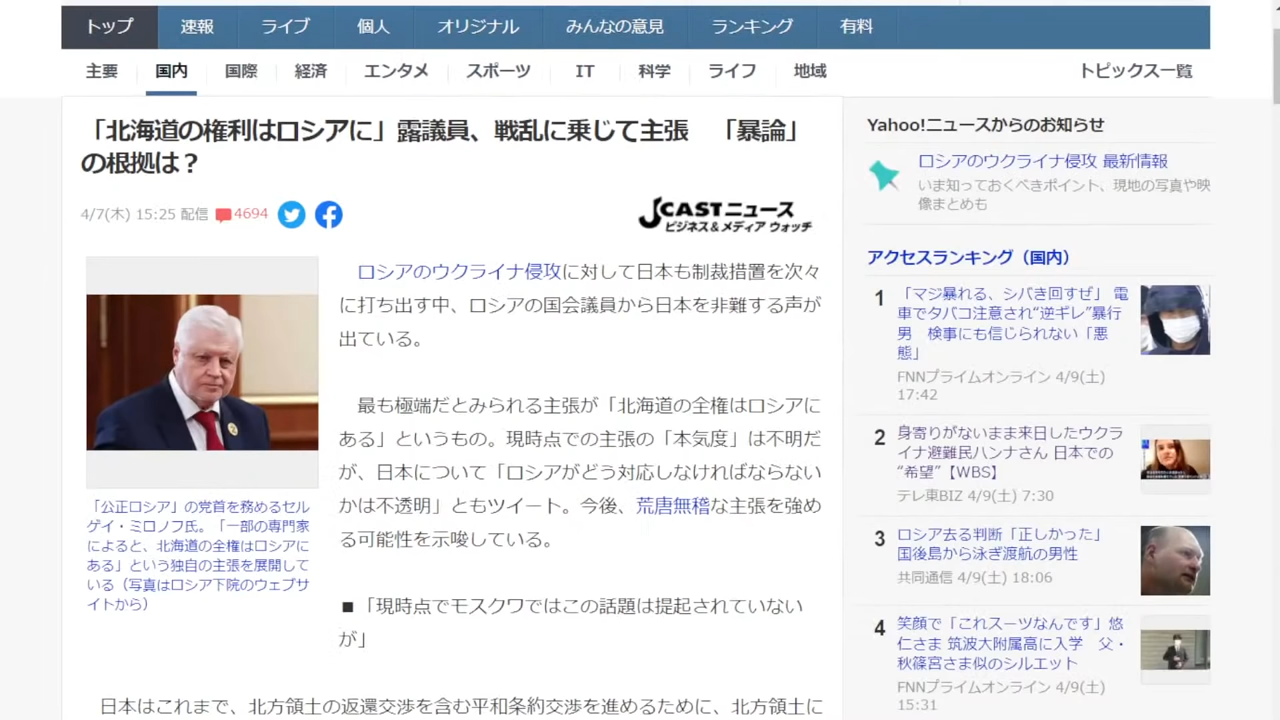 トップ 速報 ライブ 個人 オリジナル みんなの意見 ランキング 有料
主要 国内 国際 経済 エンタメ スポーツ IT 科学 ライフ 地域 トピックス一覧
「北海道の権利はロシアに」露議員、戦乱に乗じて主張 「暴論」
の根拠は？
4/7(木) 15:25 配信 4694
J CASTニュース
ビジネス&メディア ウォッチ
「公正ロシア」の党首を務めるセル
ゲイ・ミロノフ氏。「一部の専門家
によると、北海道の全権はロシアに
ある」という独自の主張を展開して
いる（写真はロシア下院のウェブサ
イトから）
ロシアのウクライナ侵攻に対して日本も制裁措置を次々
に打ち出す中、ロシアの国会議員から日本を非難する声が
出ている。
最も極端だとみられる主張が「北海道の全権はロシアに
ある」というもの。現時点での主張の「本気度」は不明だ
が、日本について「ロシアがどう対応しなければならない
かは不透明」ともツイート。今後、荒唐無稽な主張を強め
る可能性を示唆している。
■「現時点でモスクワではこの話題は提起されていない
が」
日本はこれまで、北方領土の返還交渉を含む平和条約交渉を進めるために、北方領土に
Yahoo!ニュースからのお知らせ
ロシアのウクライナ侵攻 最新情報
いま知っておくべきポイント、現地の写真や映
像まとめも
アクセスランキング（国内）
1
「マジ暴れる、シバき回すぜ」 電
車でタバコ注意され“逆ギレ”暴行
男 検事にも信じられない「悪
態」
FNNプライムオンライン 4/9(土)
17:42
2
身寄りがないまま来日したウクラ
イナ避難民ハンナさん 日本での
“希望”【WBS】
テレ東BIZ 4/9(土) 7:30
3
ロシア去る判断「正しかった」
国後島から泳ぎ渡航の男性
共同通信 4/9(土) 18:06
4
笑顔で「これスーツなんです」悠
仁さま 筑波大附属高に入学 父・
秋篠宮さま似のシルエット
FNNプライムオンライン 4/9(土)
15:31